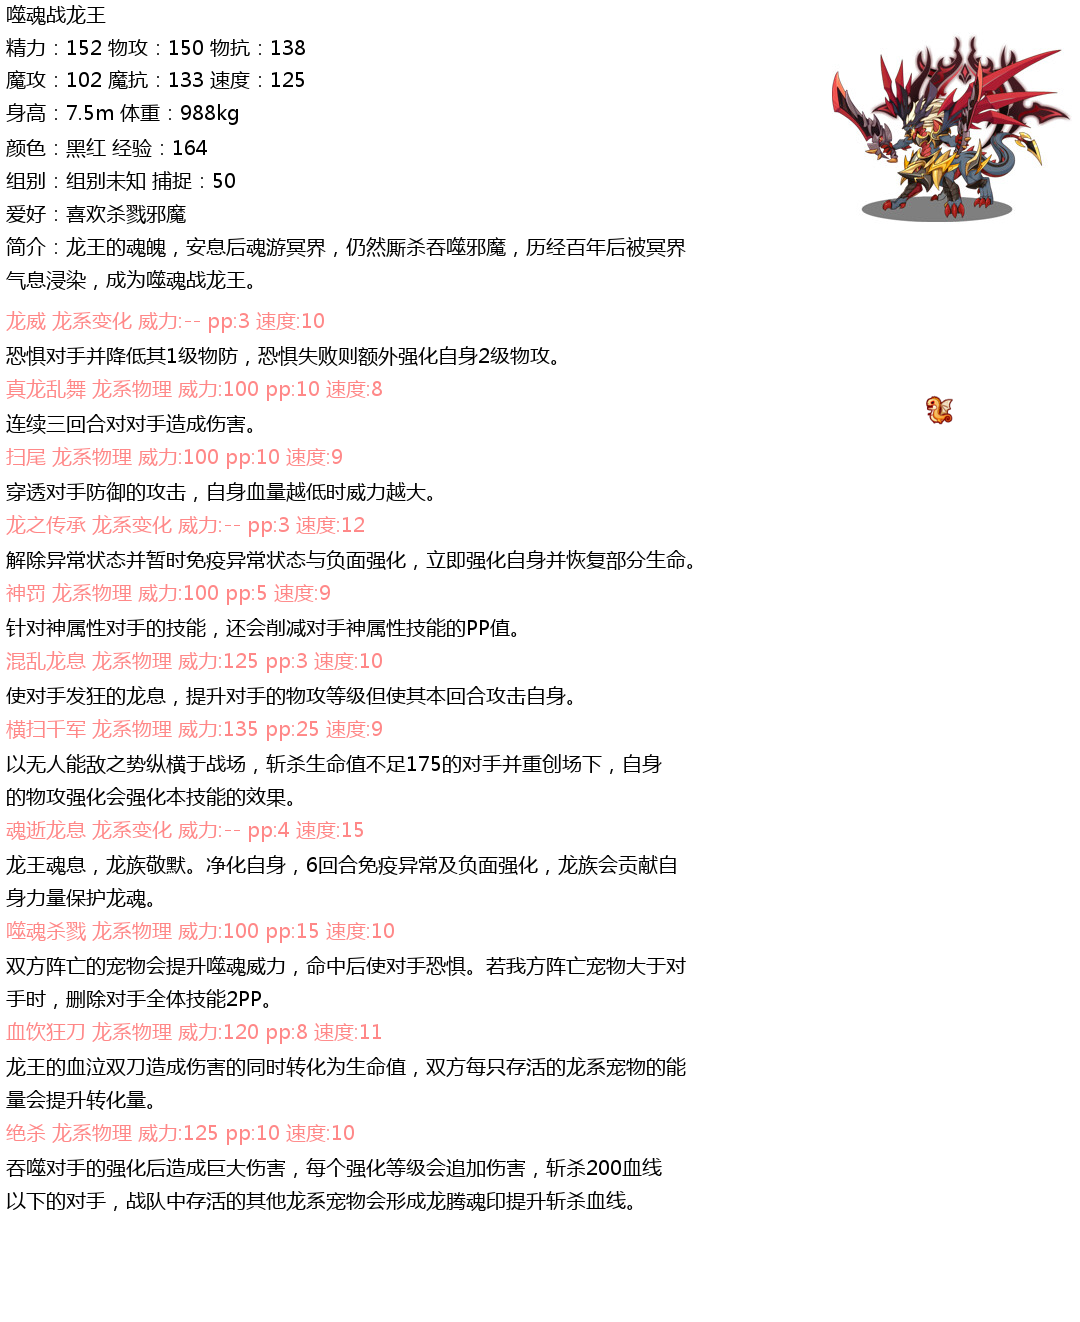 噬魂战龙王
精力：152 物攻：150 物抗：138
魔攻：102 魔抗：133 速度：125
身高：7.5m 体重：988kg
颜色：黑红 经验：164
组别：组别未知 捕捉：50
爱好：喜欢杀戮邪魔
简介：龙王的魂魄，安息后魂游冥界，仍然厮杀吞噬邪魔，历经百年后被冥界
气息浸染，成为噬魂战龙王。
龙威 龙系变化 威力:-- pp:3 速度:10
恐惧对手并降低其1级物防，恐惧失败则额外强化自身2级物攻。
真龙乱舞 龙系物理 威力:100 pp:10 速度:8
连续三回合对对手造成伤害。
扫尾 龙系物理 威力:100 pp:10 速度:9
穿透对手防御的攻击，自身血量越低时威力越大。
龙之传承 龙系变化 威力:-- pp:3 速度:12
解除异常状态并暂时免疫异常状态与负面强化，立即强化自身并恢复部分生命。
神罚 龙系物理 威力:100 pp:5 速度:9
针对神属性对手的技能，还会削减对手神属性技能的PP值。
混乱龙息 龙系物理 威力:125 pp:3 速度:10
使对手发狂的龙息，提升对手的物攻等级但使其本回合攻击自身。
横扫千军 龙系物理 威力:135 pp:25 速度:9
以无人能敌之势纵横于战场，斩杀生命值不足175的对手并重创场下，自身
的物攻强化会强化本技能的效果。
魂逝龙息 龙系变化 威力:-- pp:4 速度:15
龙王魂息，龙族敬默。净化自身，6回合免疫异常及负面强化，龙族会贡献自
身力量保护龙魂。
噬魂杀戮 龙系物理 威力:100 pp:15 速度:10
双方阵亡的宠物会提升噬魂威力，命中后使对手恐惧。若我方阵亡宠物大于对
手时，删除对手全体技能2PP。
血饮狂刀 龙系物理 威力:120 pp:8 速度:11
龙王的血泣双刀造成伤害的同时转化为生命值，双方每只存活的龙系宠物的能
量会提升转化量。
绝杀 龙系物理 威力:125 pp:10 速度:10
吞噬对手的强化后造成巨大伤害，每个强化等级会追加伤害，斩杀200血线
以下的对手，战队中存活的其他龙系宠物会形成龙腾魂印提升斩杀血线。